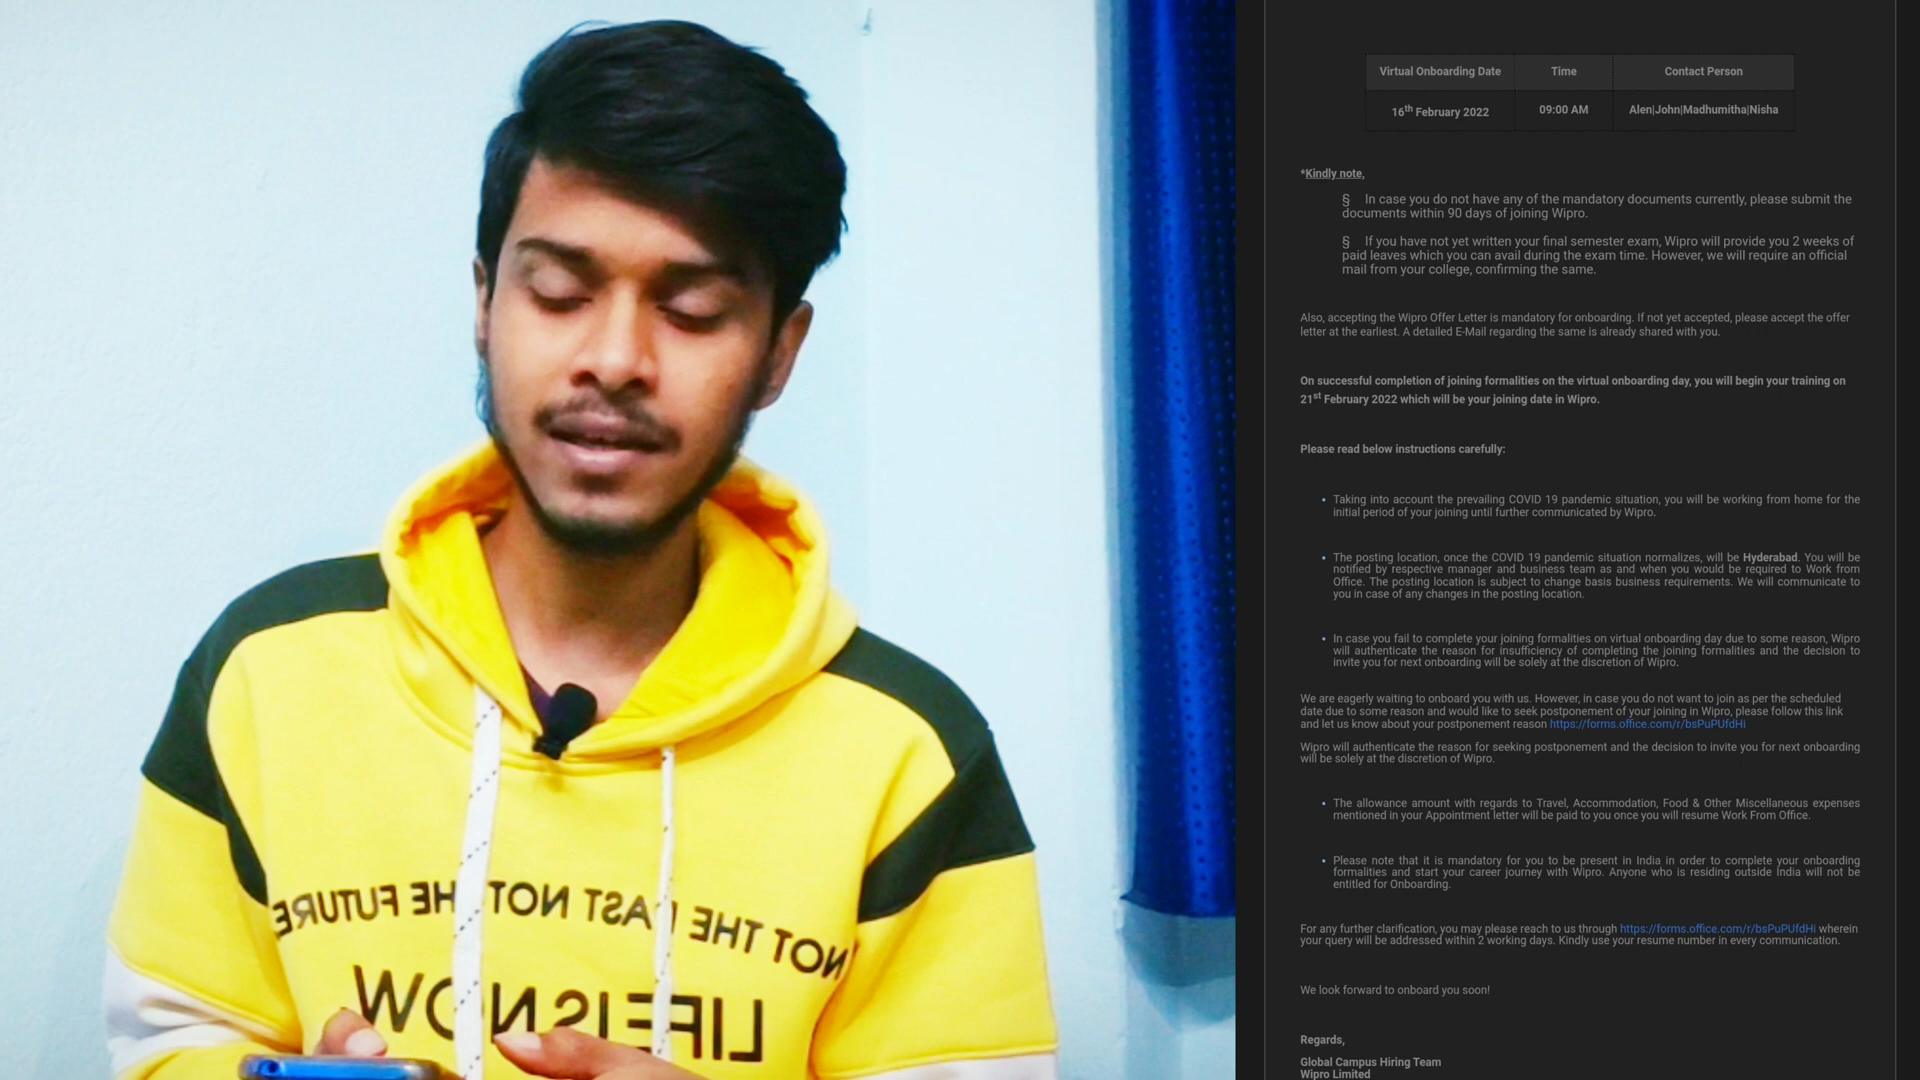 NOT THE PAST NOT THE FUTURE
LIFE IS NOW
Virtual Onboarding Date Time Contact Person
16th February 2022 09:00 AM Alen|John|Madhumitha|Nisha
*Kindly note,
§ In case you do not have any of the mandatory documents currently, please submit the
documents within 90 days of joining Wipro.
§ If you have not yet written your final semester exam, Wipro will provide you 2 weeks of
paid leaves which you can avail during the exam time. However, we will require an official
mail from your college, confirming the same.
Also, accepting the Wipro Offer Letter is mandatory for onboarding. If not yet accepted, please accept the offer
letter at the earliest. A detailed E-Mail regarding the same is already shared with you.
On successful completion of joining formalities on the virtual onboarding day, you will begin your training on
21st February 2022 which will be your joining date in Wipro.
Please read below instructions carefully:
• Taking into account the prevailing COVID 19 pandemic situation, you will be working from home for the
initial period of your joining until further communicated by Wipro.
• The posting location, once the COVID 19 pandemic situation normalizes, will be Hyderabad. You will be
notified by respective manager and business team as and when you would be required to Work from
Office. The posting location is subject to change basis business requirements. We will communicate to
you in case of any changes in the posting location.
• In case you fail to complete your joining formalities on virtual onboarding day due to some reason, Wipro
will authenticate the reason for insufficiency of completing the joining formalities and the decision to
invite you for next onboarding will be solely at the discretion of Wipro.
We are eagerly waiting to onboard you with us. However, in case you do not want to join as per the scheduled
date due to some reason and would like to seek postponement of your joining in Wipro, please follow this link
and let us know about your postponement reason https://forms.office.com/r/bsPuPUfdHi
Wipro will authenticate the reason for seeking postponement and the decision to invite you for next onboarding
will be solely at the discretion of Wipro.
• The allowance amount with regards to Travel, Accommodation, Food & Other Miscellaneous expenses
mentioned in your Appointment letter will be paid to you once you will resume Work From Office.
• Please note that it is mandatory for you to be present in India in order to complete your onboarding
formalities and start your career journey with Wipro. Anyone who is residing outside India will not be
entitled for Onboarding.
For any further clarification, you may please reach to us through https://forms.office.com/r/bsPuPUfdHi wherein
your query will be addressed within 2 working days. Kindly use your resume number in every communication.
We look forward to onboard you soon!
Regards,
Global Campus Hiring Team
Wipro Limited